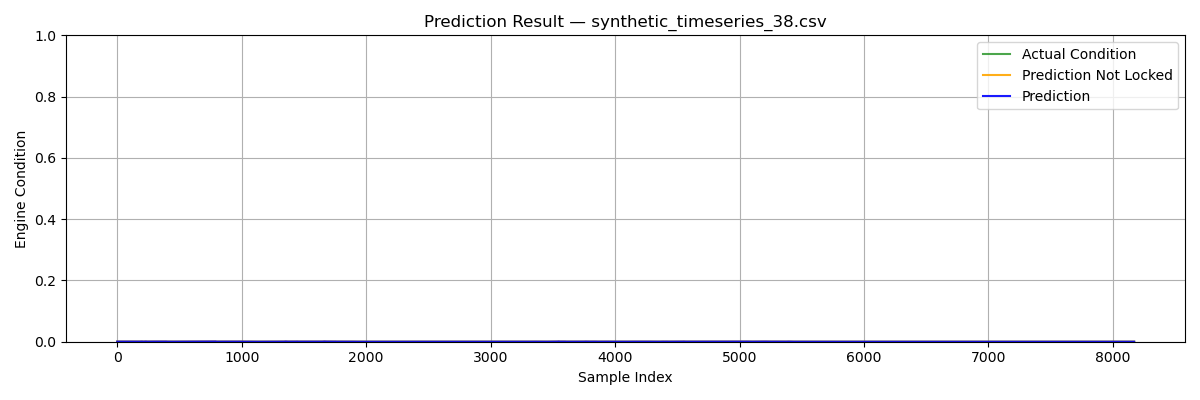 Prediction Result — synthetic_timeseries_38.csv
1.0
0.8
0.6
0.4
0.2
0.0
Engine Condition
Actual Condition
Prediction Not Locked
Prediction
0 1000 2000 3000 4000 5000 6000 7000 8000
Sample Index